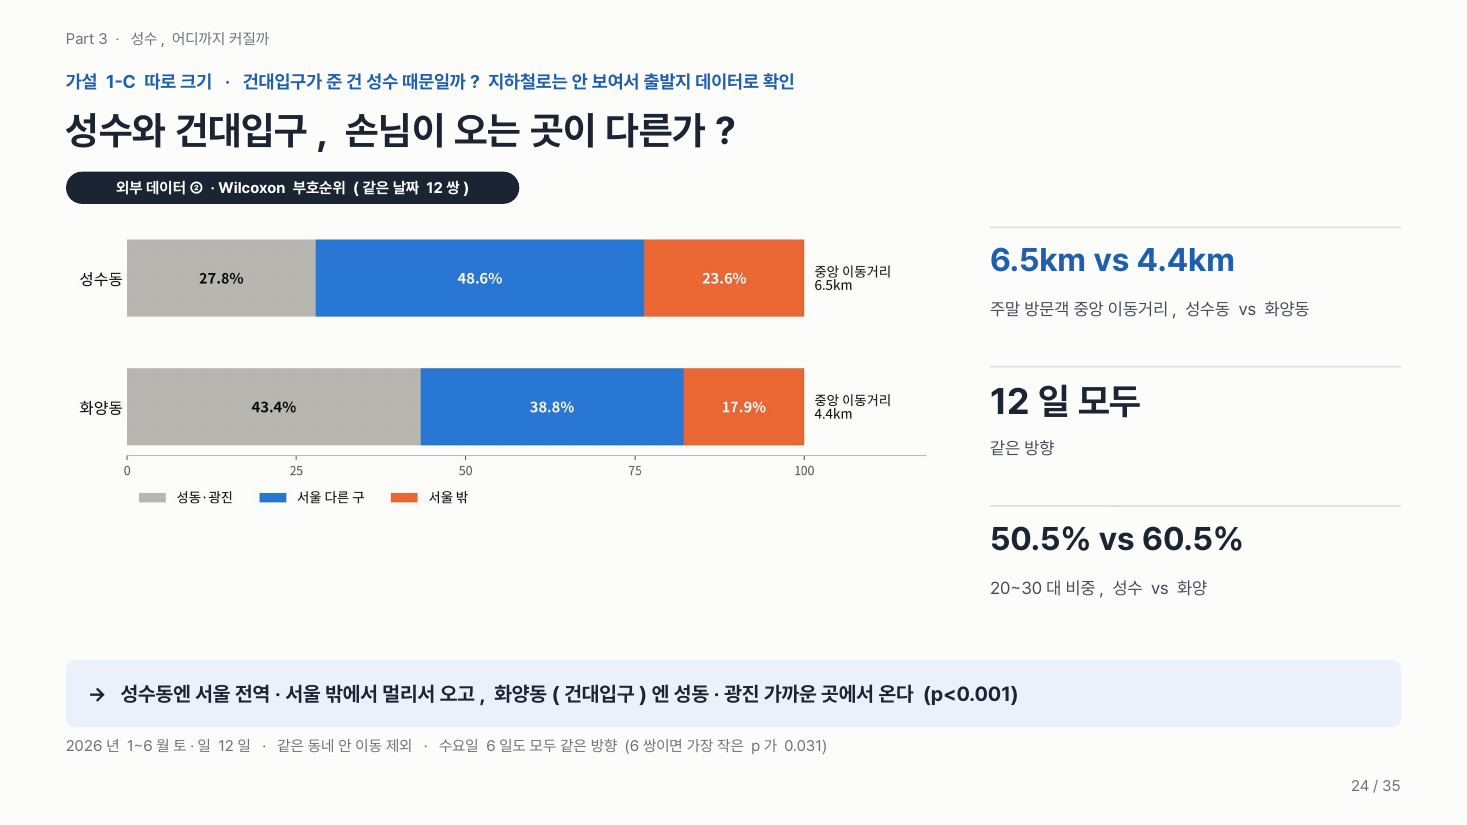 Part 3 · 성수 , 어디까지 커질까
가설 1-C 따로 크기 · 건대입구가 준 건 성수 때문일까 ? 지하철로는 안 보여서 출발지 데이터로 확인
성수와 건대입구 , 손님이 오는 곳이 다른가 ?
외부 데이터 ② · Wilcoxon 부호순위 ( 같은 날짜 12 쌍 )
성수동 27.8% 48.6% 23.6% 중앙 이동거리
6.5km
화양동 43.4% 38.8% 17.9% 중앙 이동거리
4.4km
0 25 50 75 100
성동·광진 서울 다른 구 서울 밖
6.5km vs 4.4km
주말 방문객 중앙 이동거리 , 성수동 vs 화양동
12 일 모두
같은 방향
50.5% vs 60.5%
20~30 대 비중 , 성수 vs 화양
→ 성수동엔 서울 전역 · 서울 밖에서 멀리서 오고 , 화양동 ( 건대입구 ) 엔 성동 · 광진 가까운 곳에서 온다 (p<0.001)
2026 년 1~6 월 토 · 일 12 일 · 같은 동네 안 이동 제외 · 수요일 6 일도 모두 같은 방향 (6 쌍이면 가장 작은 p 가 0.031)
24 / 35